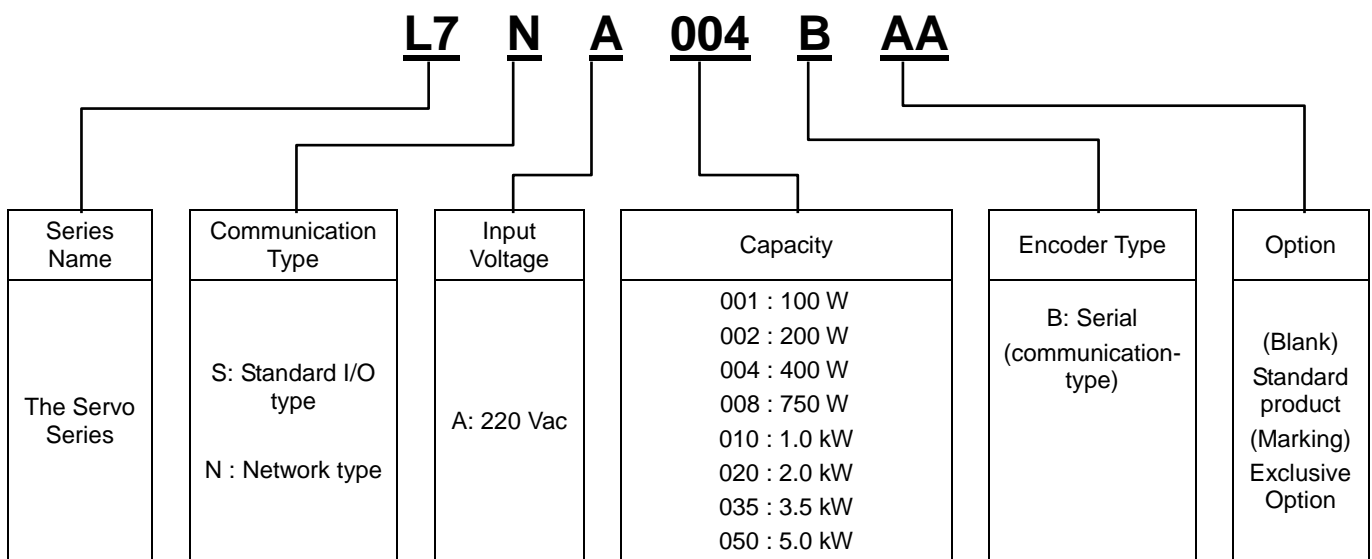 L7 N A 004 B AA
Series
Name
The Servo
Series
Communication
Type
S: Standard I/O
type
N : Network type
Input
Voltage
A: 220 Vac
Capacity
001 : 100 W
002 : 200 W
004 : 400 W
008 : 750 W
010 : 1.0 kW
020 : 2.0 kW
035 : 3.5 kW
050 : 5.0 kW
Encoder Type
B: Serial
(communication-
type)
Option
(Blank)
Standard
product
(Marking)
Exclusive
Option